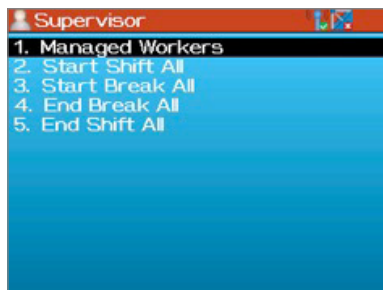 Supervisor
1. Managed Workers
2. Start Shift All
3. Start Break All
4. End Break All
5. End Shift All